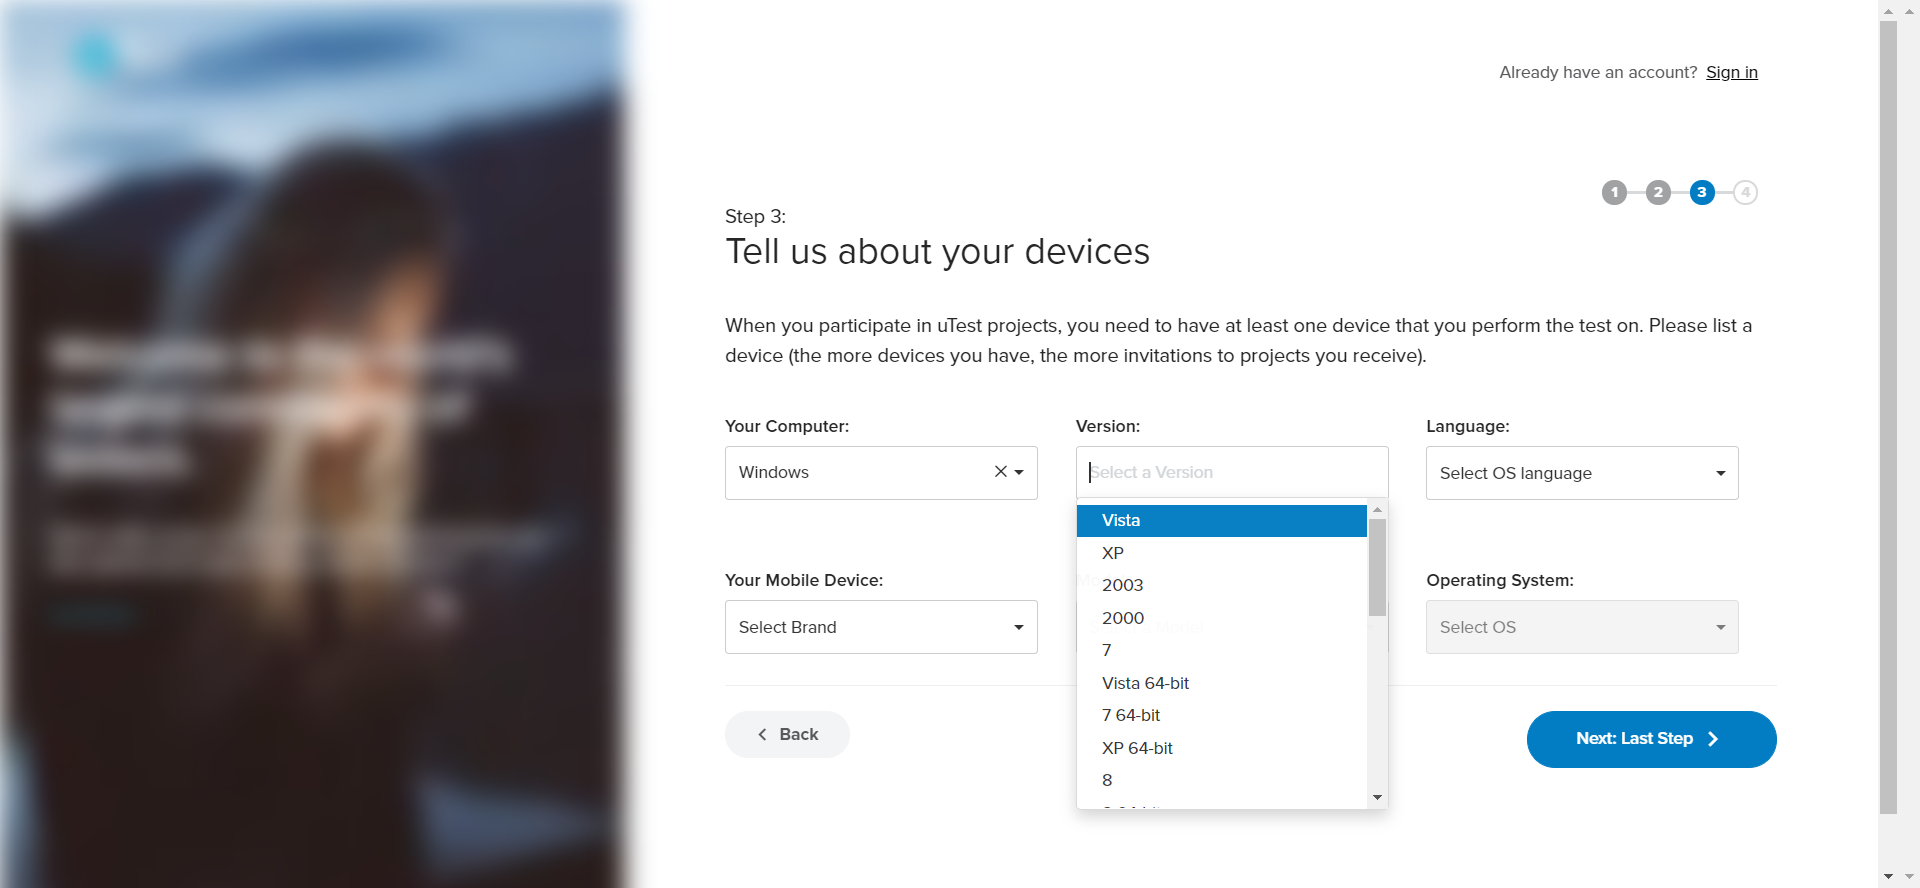 Already have an account? Sign in
1 2 3 4
Step 3:
Tell us about your devices
When you participate in uTest projects, you need to have at least one device that you perform the test on. Please list a
device (the more devices you have, the more invitations to projects you receive).
Your Computer: Version: Language:
Windows Select a Version Select OS language
Vista
XP
2003
2000
7
Vista 64-bit
7 64-bit
XP 64-bit
8
Your Mobile Device: Operating System:
Select Brand Select OS
Back Next: Last Step